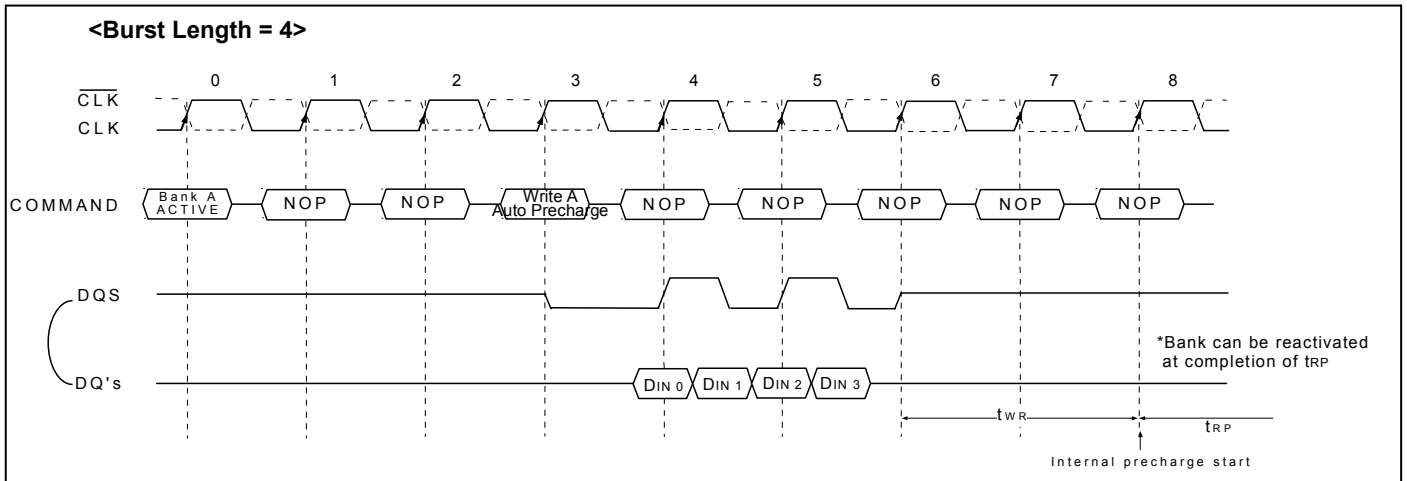 <Burst Length = 4>
0 1 2 3 4 5 6 7 8
CLK
CLK
COMMAND
Bank A
ACTIVE
NOP
NOP
Write A
Auto Precharge
NOP
NOP
NOP
NOP
NOP
DQS
*Bank can be reactivated
at completion of tRP
DQ's
DIN 0
DIN 1
DIN 2
DIN 3
tWR
tRP
Internal precharge start